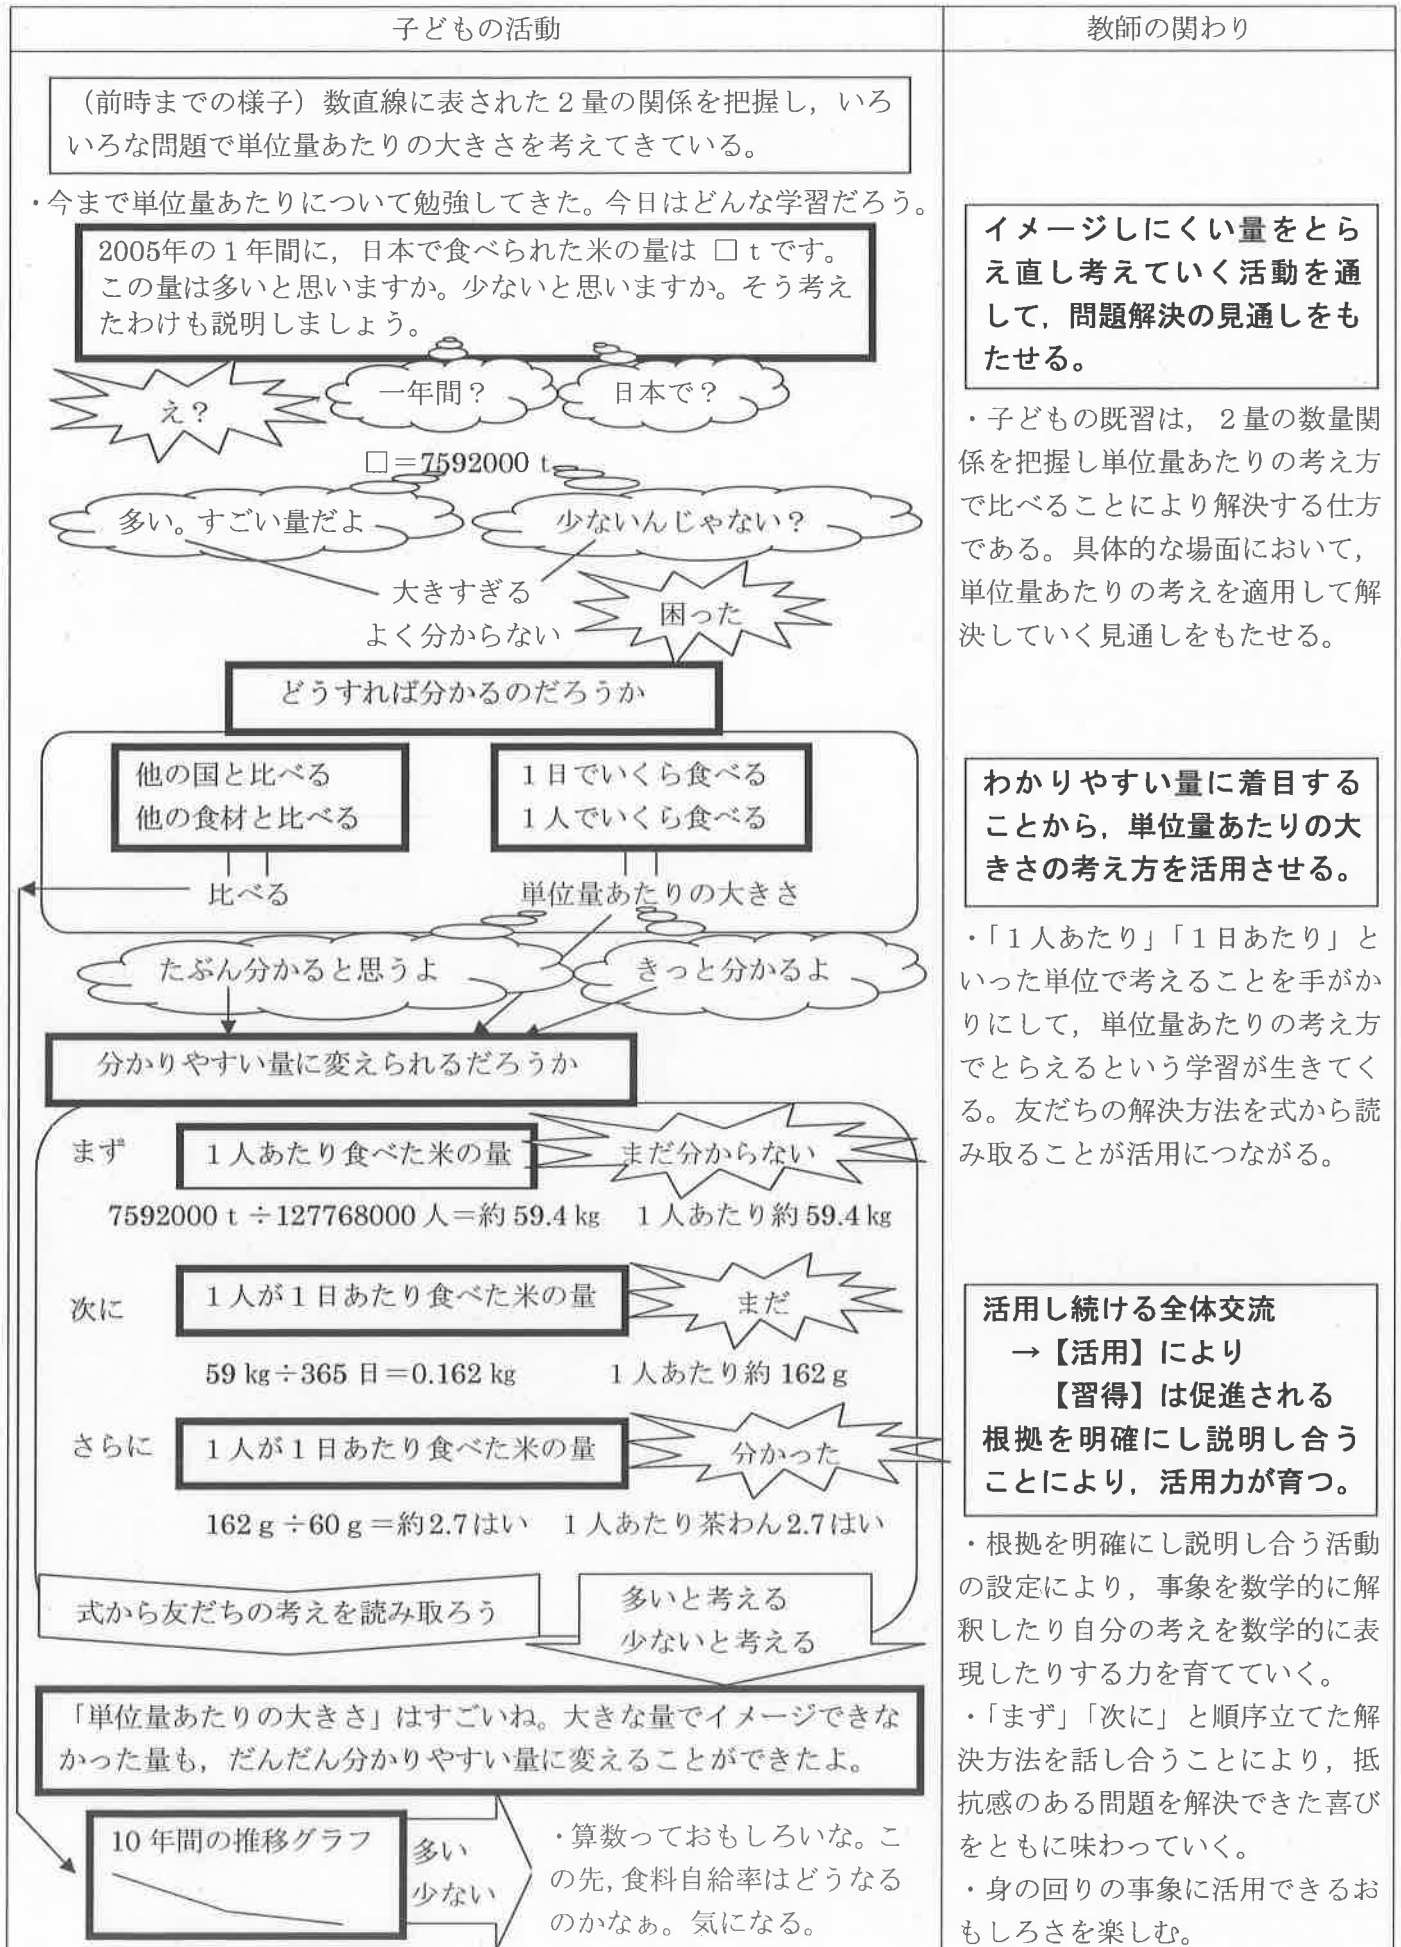 子どもの活動
（前時までの様子）数直線に表された2量の関係を把握し，いろ
いろな問題で単位量あたりの大きさを考えてきている。
・今まで単位量あたりについて勉強してきた。今日はどんな学習だろう。
2005年の1年間に，日本で食べられた米の量は □ t です。
この量は多いと思いますか。少ないと思いますか。そう考え
たわけも説明しましょう。
え？
一年間？
日本で？
□＝7592000 t
多い。すごい量だよ
少ないんじゃない？
大きすぎる
よく分からない
困った
どうすれば分かるのだろうか
他の国と比べる
他の食材と比べる
1日でいくら食べる
1人でいくら食べる
比べる
単位量あたりの大きさ
たぶん分かると思うよ
きっと分かるよ
分かりやすい量に変えられるだろうか
まず
1人あたり食べた米の量
まだ分からない
7592000 t ÷127768000 人＝約 59.4 kg　1人あたり約 59.4 kg
次に
1人が1日あたり食べた米の量
まだ
59 kg÷365 日＝0.162 kg　1人あたり約 162 g
さらに
1人が1日あたり食べた米の量
分かった
162 g ÷60 g＝約2.7はい　1人あたり茶わん2.7はい
式から友だちの考えを読み取ろう
多いと考える
少ないと考える
「単位量あたりの大きさ」はすごいね。大きな量でイメージできな
かった量も，だんだん分かりやすい量に変えることができたよ。
10 年間の推移グラフ
多い
少ない
・算数っておもしろいな。こ
の先,食料自給率はどうなる
のかなぁ。気になる。
教師の関わり
イメージしにくい量をとら
え直し考えていく活動を通
して，問題解決の見通しをも
たせる。
・子どもの既習は，2量の数量関
係を把握し単位量あたりの考え方
で比べることにより解決する仕方
である。具体的な場面において，
単位量あたりの考えを適用して解
決していく見通しをもたせる。
わかりやすい量に着目する
ことから，単位量あたりの大
きさの考え方を活用させる。
・「1人あたり」「1日あたり」と
いった単位で考えることを手がか
りにして，単位量あたりの考え方
でとらえるという学習が生きてく
る。友だちの解決方法を式から読
み取ることが活用につながる。
活用し続ける全体交流
→【活用】により
【習得】は促進される
根拠を明確にし説明し合う
ことにより，活用力が育つ。
・根拠を明確にし説明し合う活動
の設定により，事象を数学的に解
釈したり自分の考えを数学的に表
現したりする力を育てていく。
・「まず」「次に」と順序立てた解
決方法を話し合うことにより，抵
抗感のある問題を解決できた喜び
をともに味わっていく。
・身の回りの事象に活用できるお
もしろさを楽しむ。